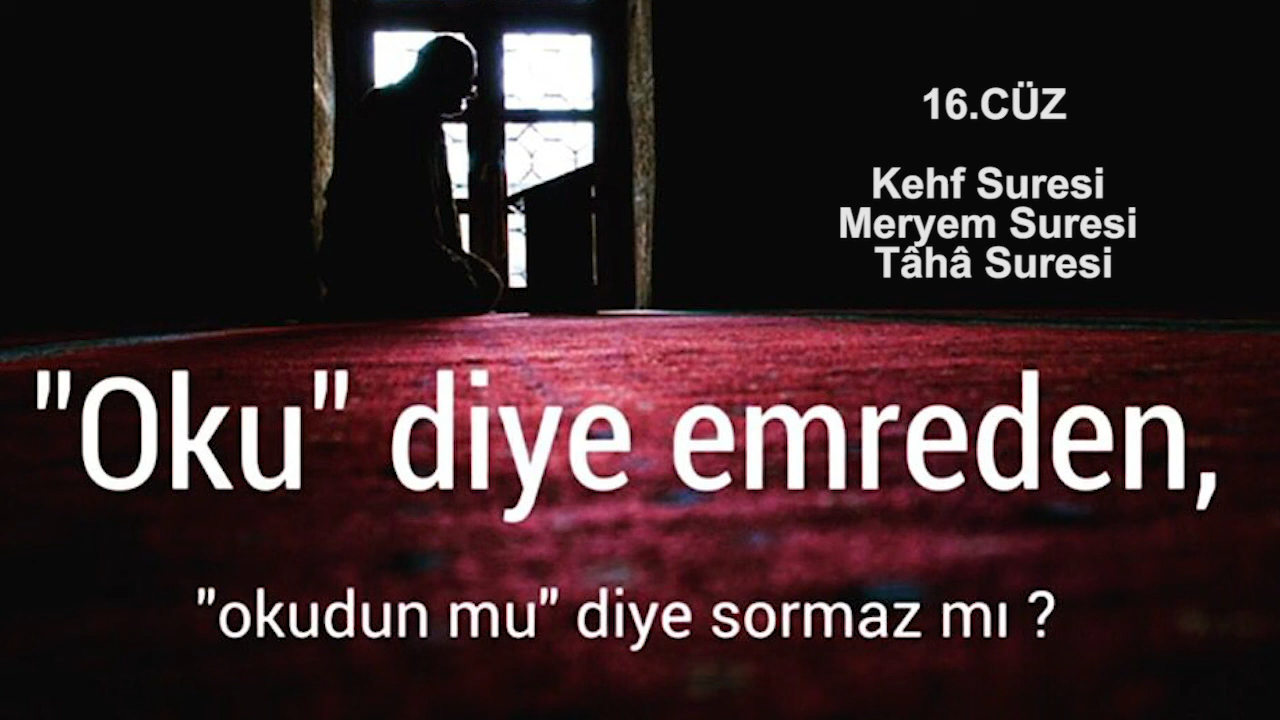 16.CÜZ
Kehf Suresi
Meryem Suresi
Tâhâ Suresi
"Oku" diye emreden,
"okudun mu" diye sormaz mı ?